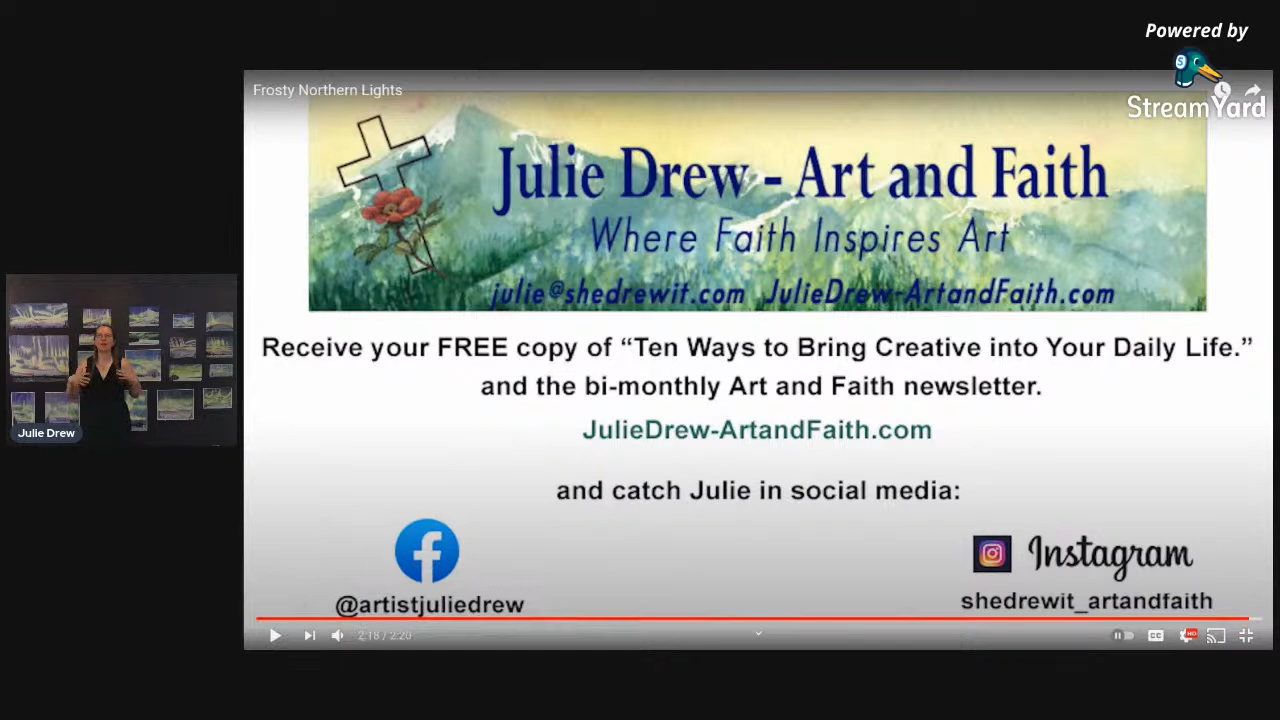 Powered by
StreamYard
Frosty Northern Lights
Julie Drew - Art and Faith
Where Faith Inspires Art
julie@shedrewit.com JulieDrew-ArtandFaith.com
Receive your FREE copy of “Ten Ways to Bring Creative into Your Daily Life.”
and the bi-monthly Art and Faith newsletter.
JulieDrew-ArtandFaith.com
and catch Julie in social media:
Instagram
@artistjuliedrew
shedrewit_artandfaith
2:18 / 2:20
CC
HD
Julie Drew